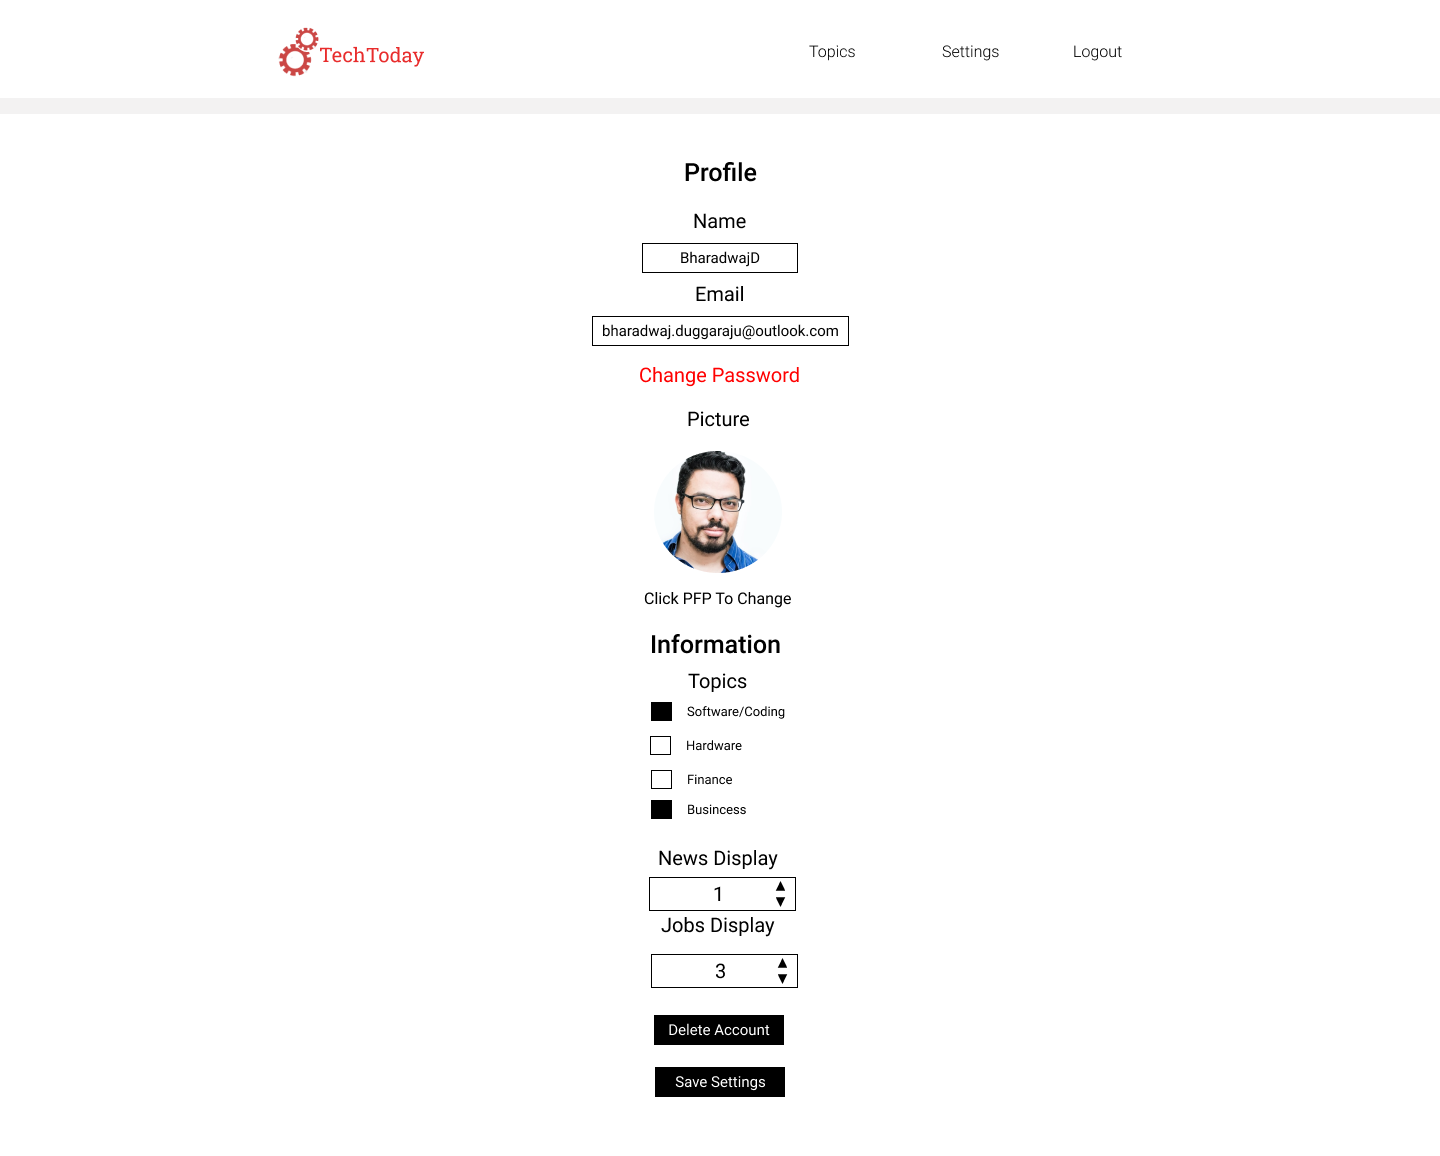 TechToday
Topics Settings Logout
Profile
Name
BharadwajD
Email
bharadwaj.duggaraju@outlook.com
Change Password
Picture
Click PFP To Change
Information
Topics
Software/Coding
Hardware
Finance
Busincess
News Display
1
Jobs Display
3
Delete Account
Save Settings